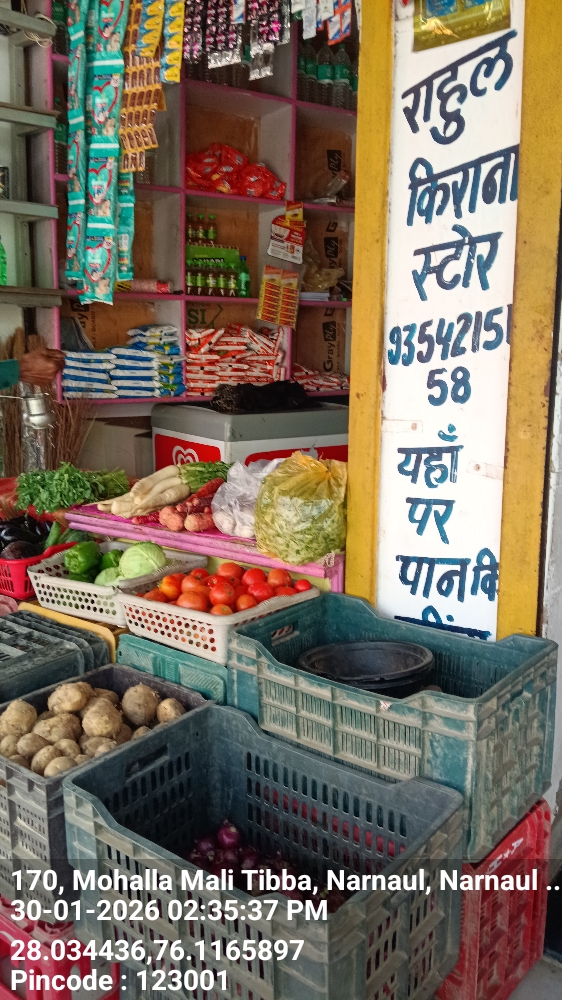 राहुल
किराना
स्टोर
93542151
58
यहाँ
पर
पान कि
170, Mohalla Mali Tibba, Narnaul, Narnaul ..
30-01-2026 02:35:37 PM
28.034436,76.1165897
Pincode : 123001